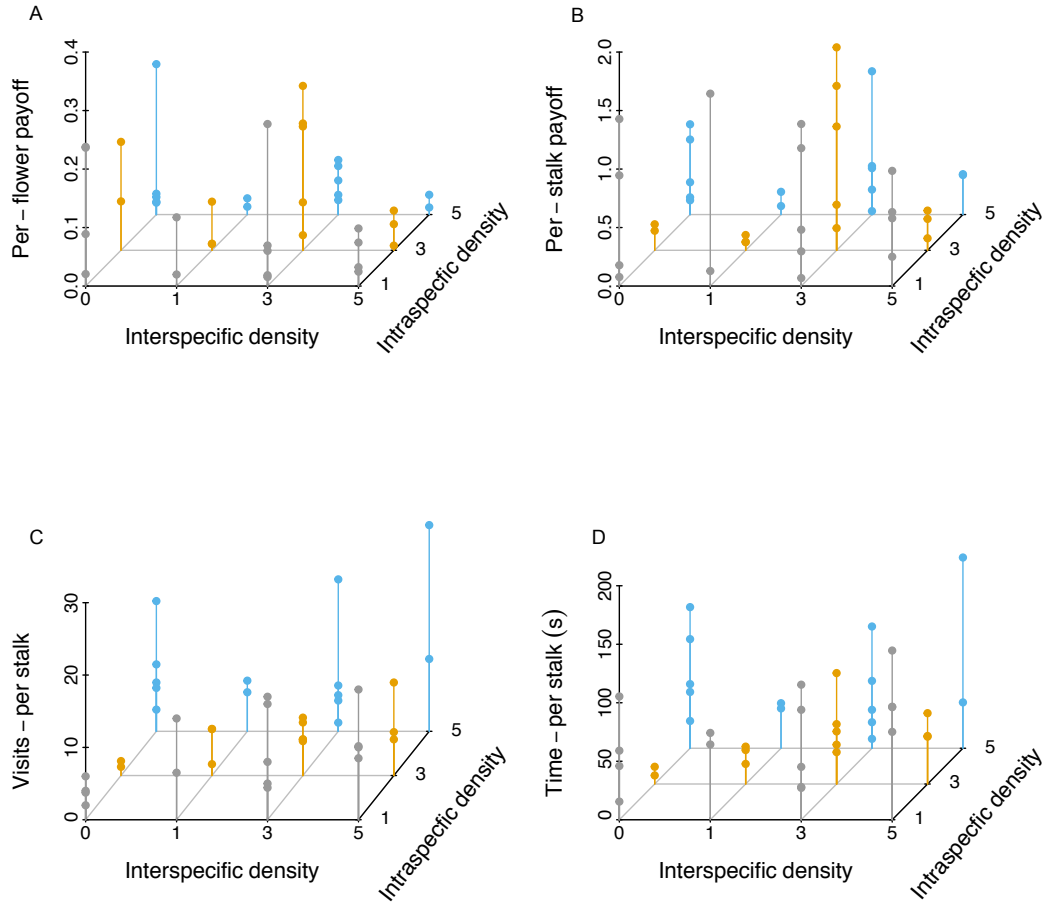 A
Per – flower payoff
0.4
0.3
0.2
0.1
0.0
0
1
3
5
Interspecific density
1
3
5
Intraspecfic density
B
Per – stalk payoff
2.0
1.5
1.0
0.5
0.0
0
1
3
5
Interspecific density
1
3
5
Intraspecfic density
C
Visits – per stalk
30
20
10
0
0
1
3
5
Interspecific density
1
3
5
Intraspecfic density
D
Time – per stalk (s)
200
150
100
50
0
0
1
3
5
Interspecific density
1
3
5
Intraspecfic density